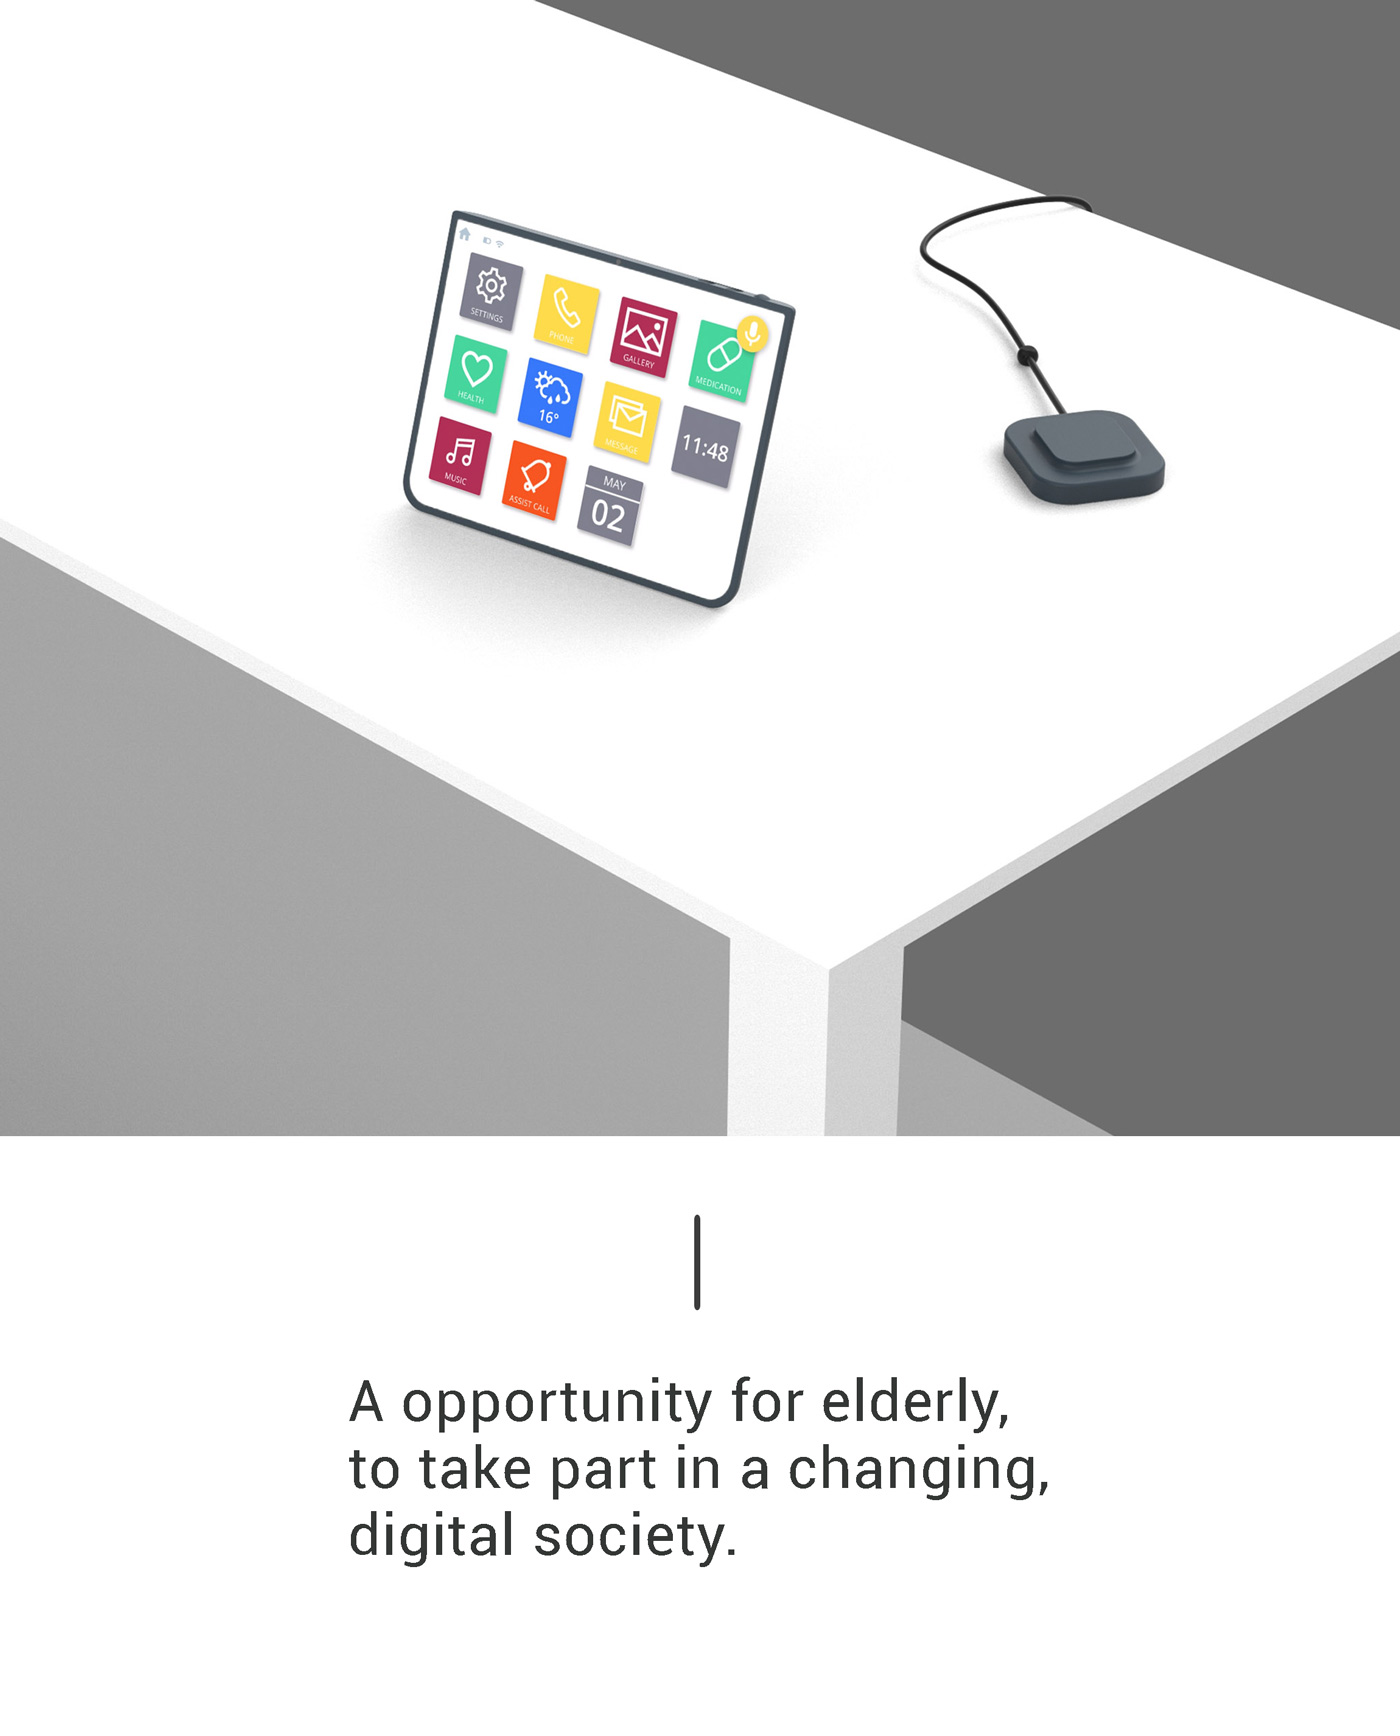 SETTINGS
PHONE
GALLERY
MEDICATION
HEALTH
16°
MESSAGE
11:48
MUSIC
ASSIST CALL
MAY
02
A opportunity for elderly,
to take part in a changing,
digital society.